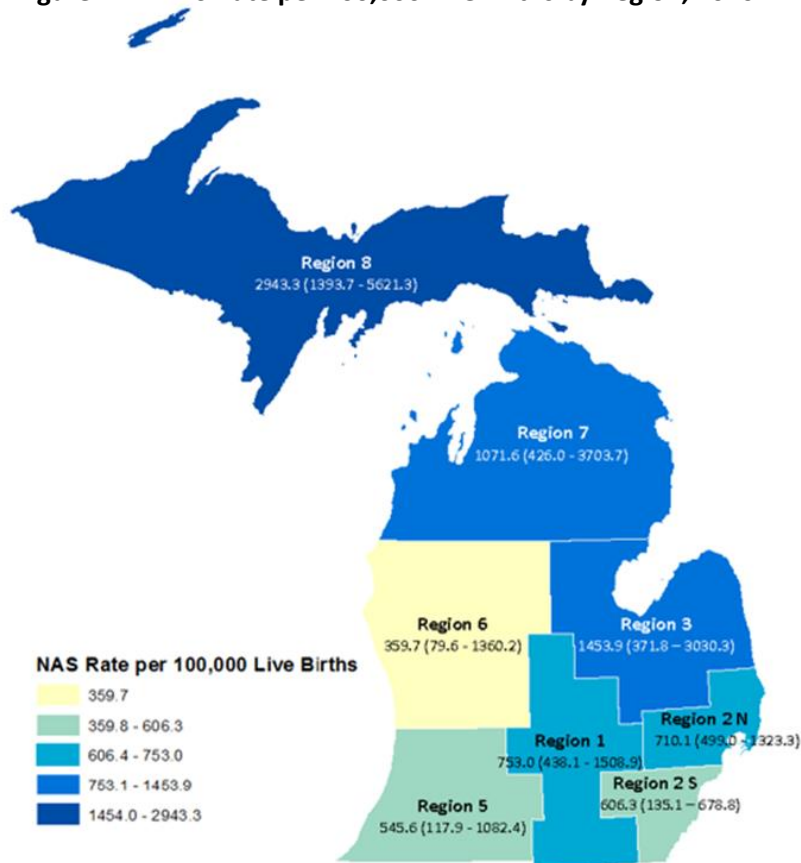 Region 8
2943.3 (1393.7 - 5621.3)
Region 7
1071.6 (426.0 - 3703.7)
Region 6
359.7 (79.6 - 1360.2)
Region 3
1453.9 (371.8 – 3030.3)
NAS Rate per 100,000 Live Births
359.7
359.8 - 606.3
606.4 - 753.0
753.1 - 1453.9
1454.0 - 2943.3
Region 2 N
710.1 (499.0 - 1323.3)
Region 1
753.0 (438.1 - 1508.9)
Region 2 S
606.3 (135.1 – 678.8)
Region 5
545.6 (117.9 - 1082.4)